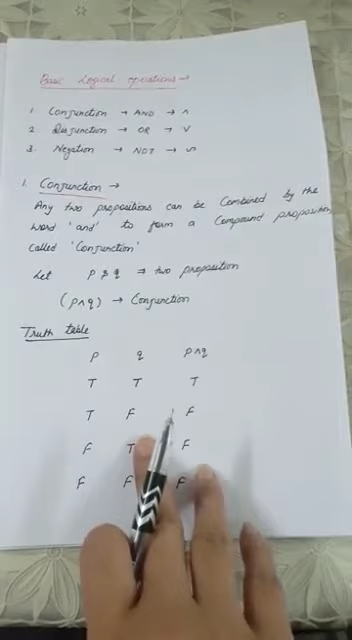 Basic Logical operations →
1. Conjunction → AND → ∧
2. Disjunction → OR → ∨
3. Negation → NOT → ~
1. Conjunction →
Any two propositions can be Combined by the
word 'and' to form a Compound proposition
Called 'Conjunction'
Let p & q ⇒ two proposition
(p∧q) → Conjunction
Truth table
p q p∧q
T T T
T F F
F T F
F F F